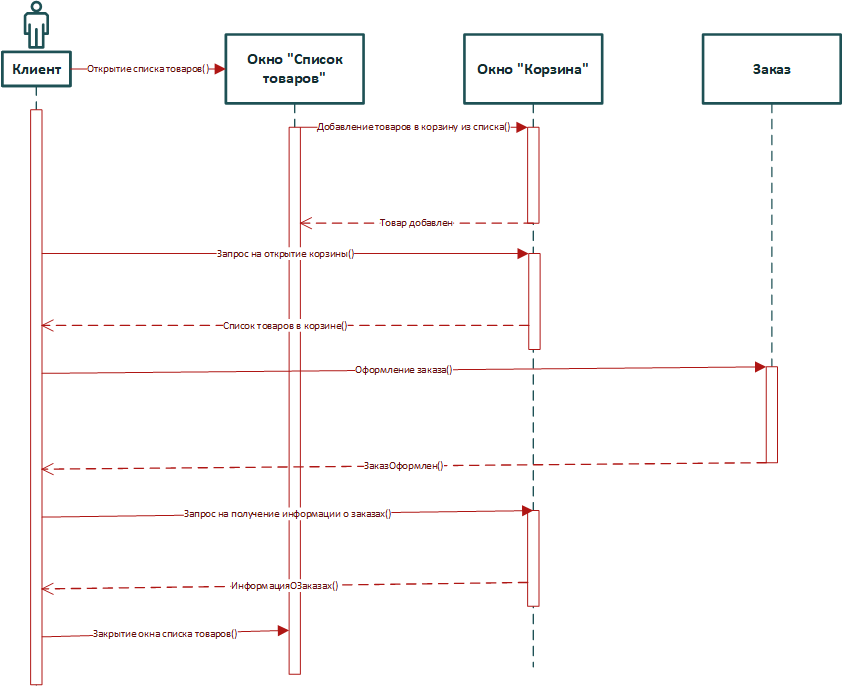 Клиент
Открытие списка товаров()
Окно "Список
товаров"
Окно "Корзина"
Заказ
Добавление товаров в корзину из списка()
Товар добавлен
Запрос на открытие корзины()
Список товаров в корзине()
Оформление заказа()
ЗаказОформлен()
Запрос на получение информации о заказах()
ИнформацияОЗаказах()
Закрытие окна списка товаров()